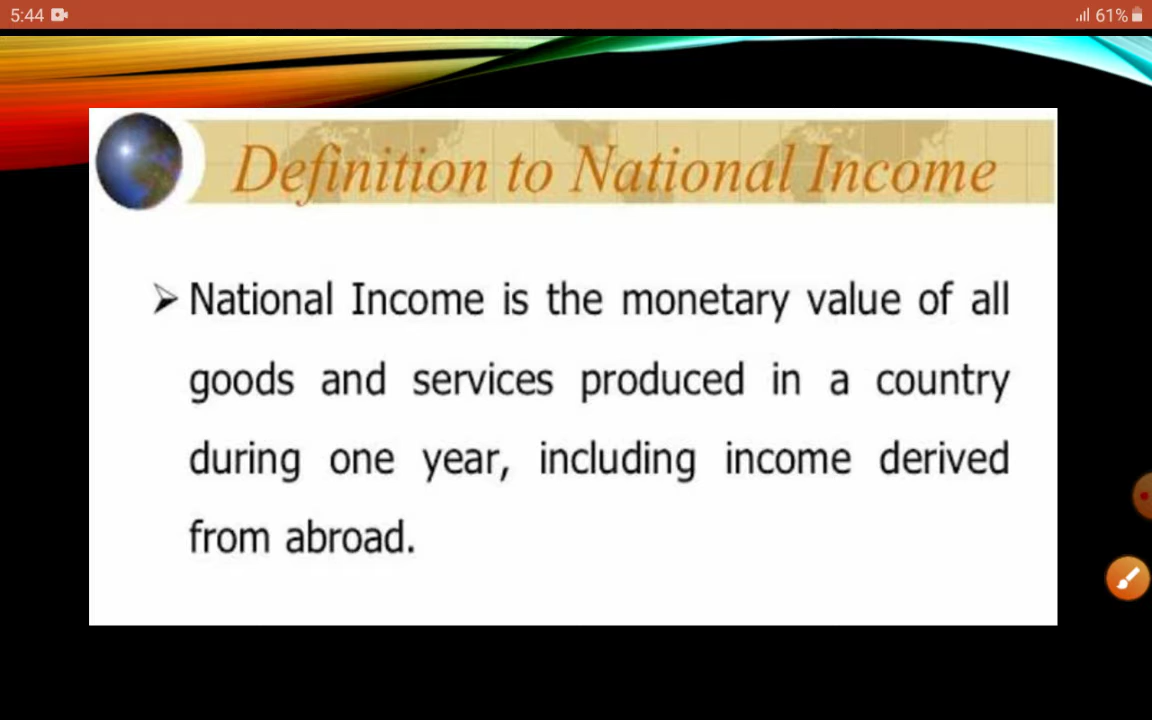 5:44
61%
Definition to National Income
➢ National Income is the monetary value of all
goods and services produced in a country
during one year, including income derived
from abroad.